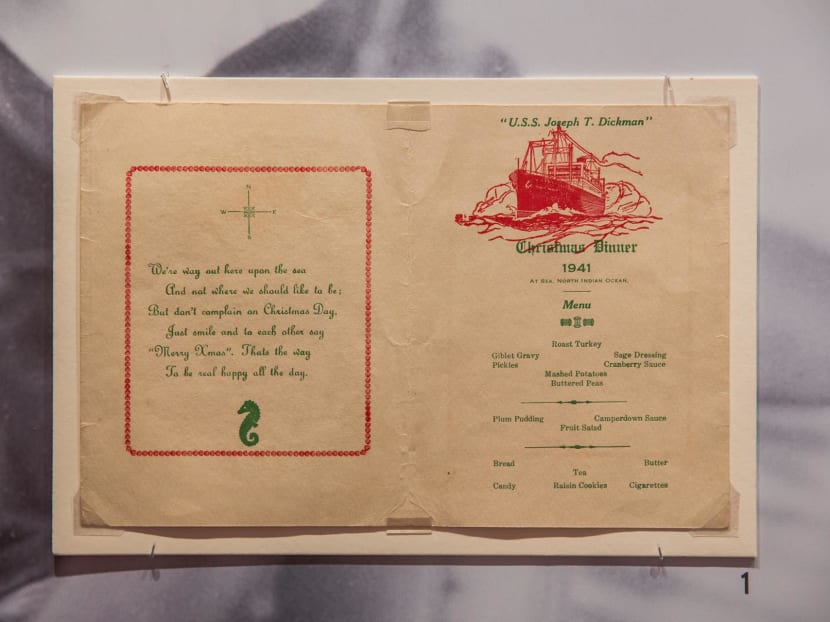 N
W E
S
We're way out here upon the sea
And not where we should like to be;
But don't complain on Christmas Day,
Just smile and to each other say
"Merry Xmas". Thats the way
To be real happy all the day.
"U.S.S. Joseph T. Dickman"
Christmas Dinner
1941
At Sea, North Indian Ocean,
Menu
Roast Turkey
Giblet Gravy Sage Dressing
Pickles Cranberry Sauce
Mashed Potatoes
Buttered Peas
Plum Pudding Camperdown Sauce
Fruit Salad
Bread Butter
Tea
Candy Raisin Cookies Cigarettes
1